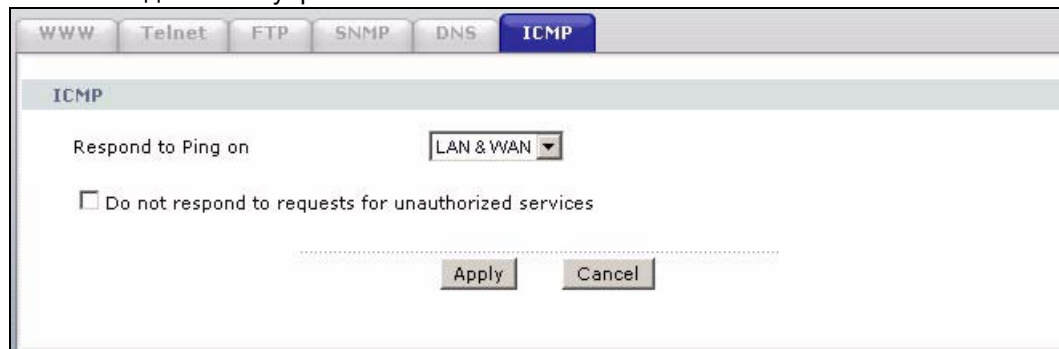 WWW Telnet FTP SNMP DNS ICMP
ICMP
Respond to Ping on LAN & WAN
Do not respond to requests for unauthorized services
Apply Cancel